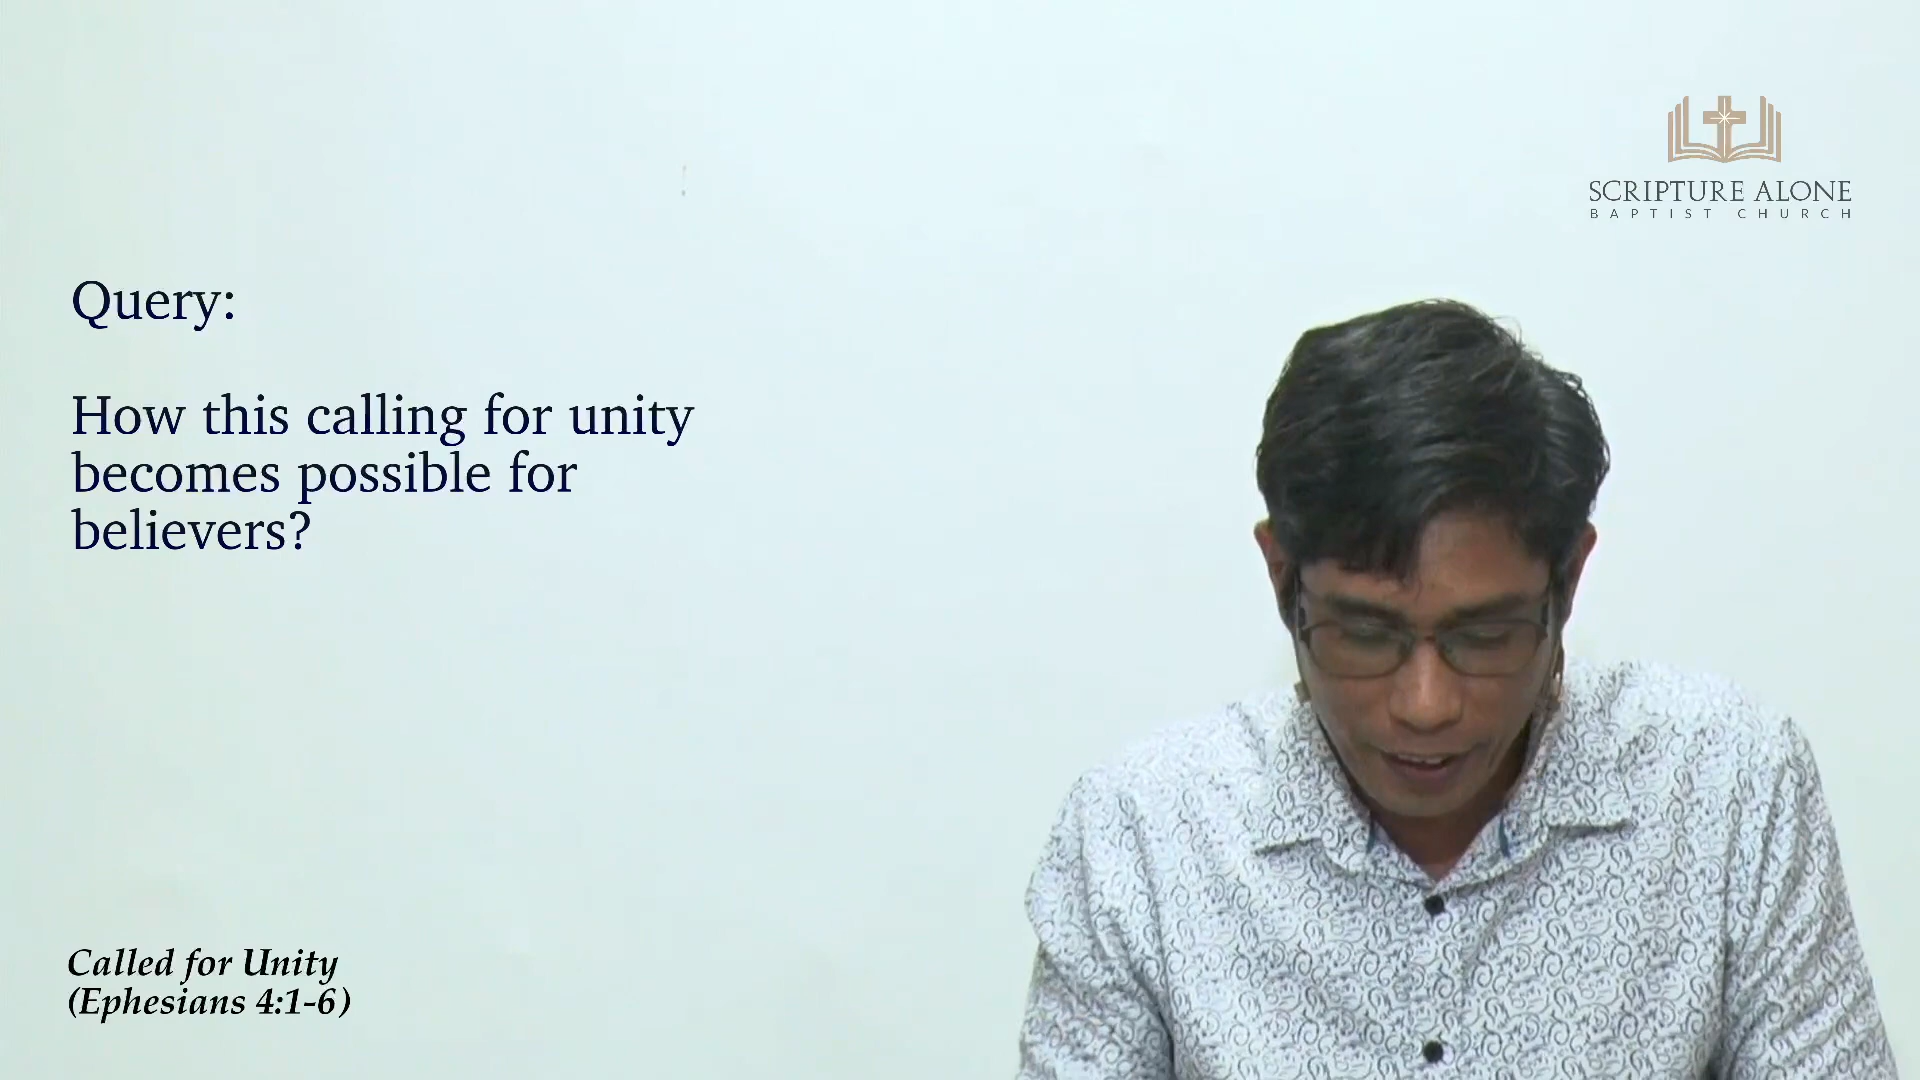 SCRIPTURE ALONE
BAPTIST CHURCH
Query:
How this calling for unity
becomes possible for
believers?
Called for Unity
(Ephesians 4:1-6)